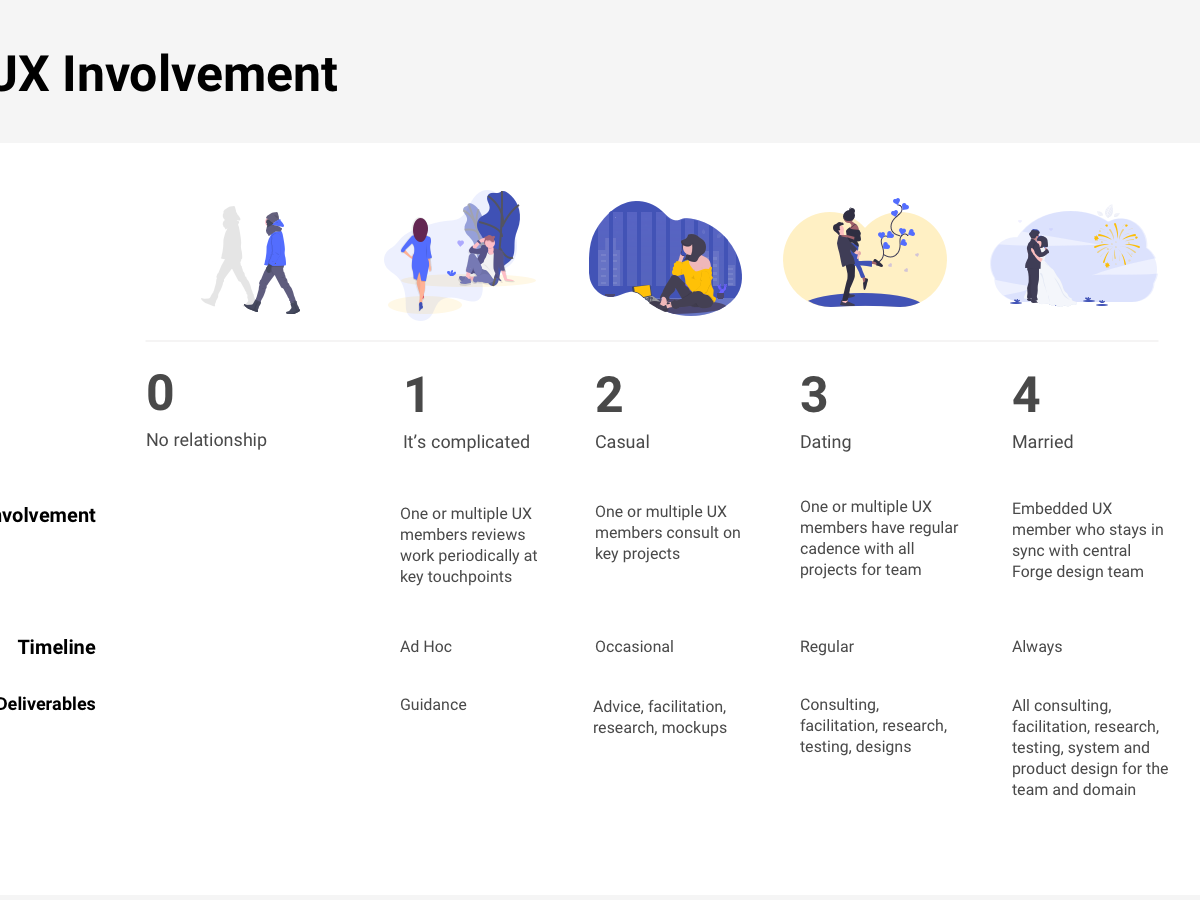 UX Involvement
0
No relationship
1
It’s complicated
2
Casual
3
Dating
4
Married
nvolvement
One or multiple UX
members reviews
work periodically at
key touchpoints
One or multiple UX
members consult on
key projects
One or multiple UX
members have regular
cadence with all
projects for team
Embedded UX
member who stays in
sync with central
Forge design team
Timeline
Ad Hoc
Occasional
Regular
Always
Deliverables
Guidance
Advice, facilitation,
research, mockups
Consulting,
facilitation, research,
testing, designs
All consulting,
facilitation, research,
testing, system and
product design for the
team and domain